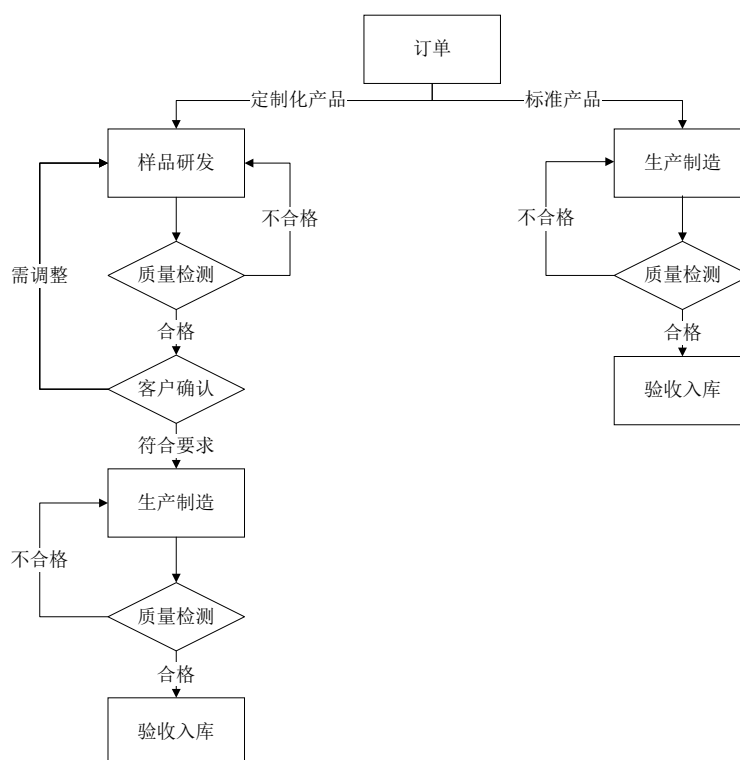 订单
定制化产品
标准产品
样品研发
生产制造
不合格
不合格
需调整
质量检测
质量检测
合格
合格
客户确认
验收入库
符合要求
生产制造
不合格
质量检测
合格
验收入库